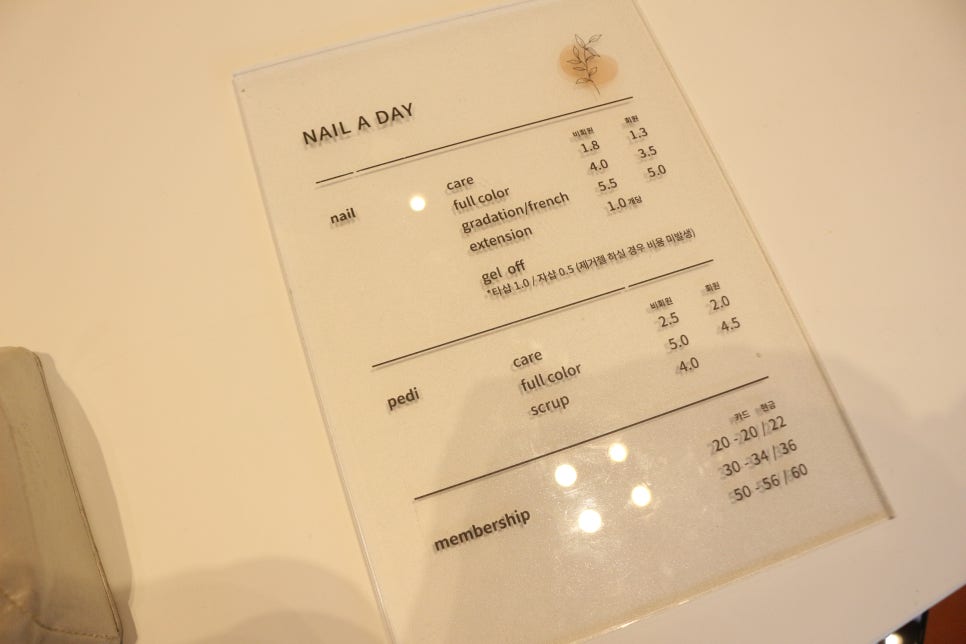 NAIL A DAY
비회원 회원
nail care 1.8 1.3
full color 4.0 3.5
gradation/french 5.5 5.0
extension 1.0 개당
gel off
*타샵 1.0 / 자샵 0.5 (제거젤 하실 경우 비용 미발생)
비회원 회원
pedi care 2.5 2.0
full color 5.0 4.5
scrup 4.0
카드 현금
membership 20 - 20 / 22
30 - 34 / 36
50 - 56 / 60